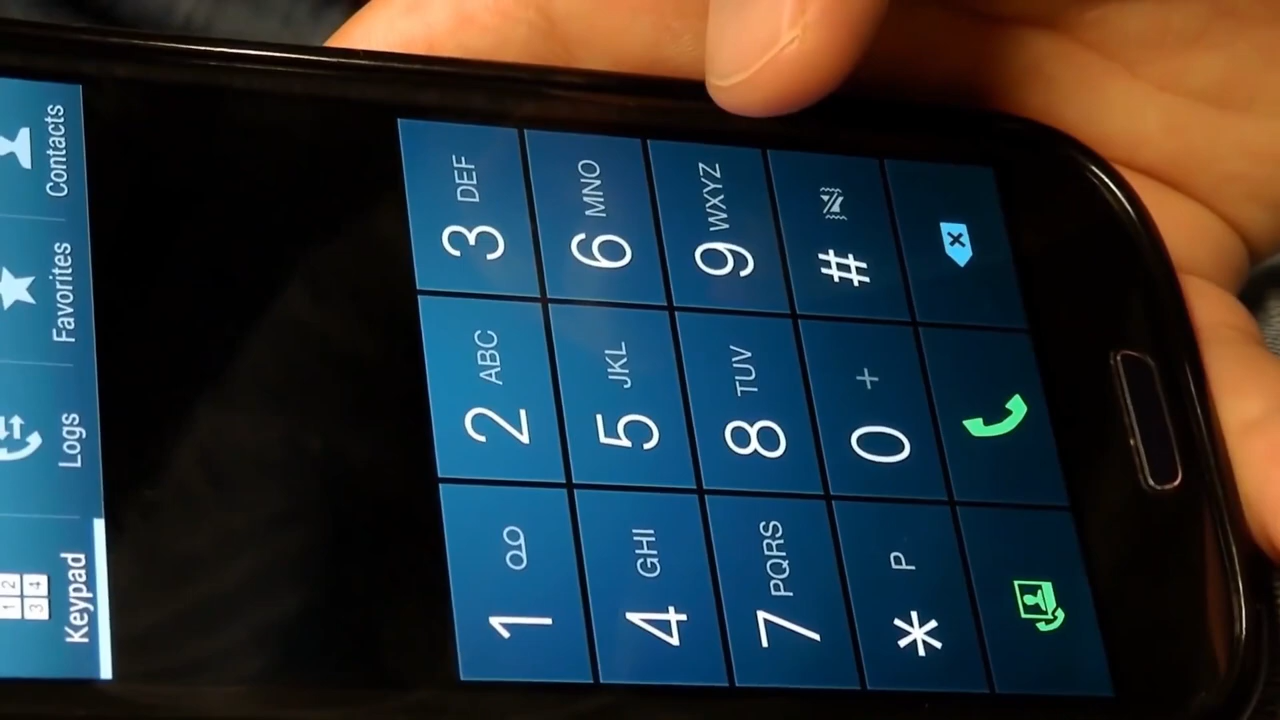 Keypad
Logs
Favorites
Contacts
1
2 ABC
3 DEF
4 GHI
5 JKL
6 MNO
7 PQRS
8 TUV
9 WXYZ
* P
0 +
#